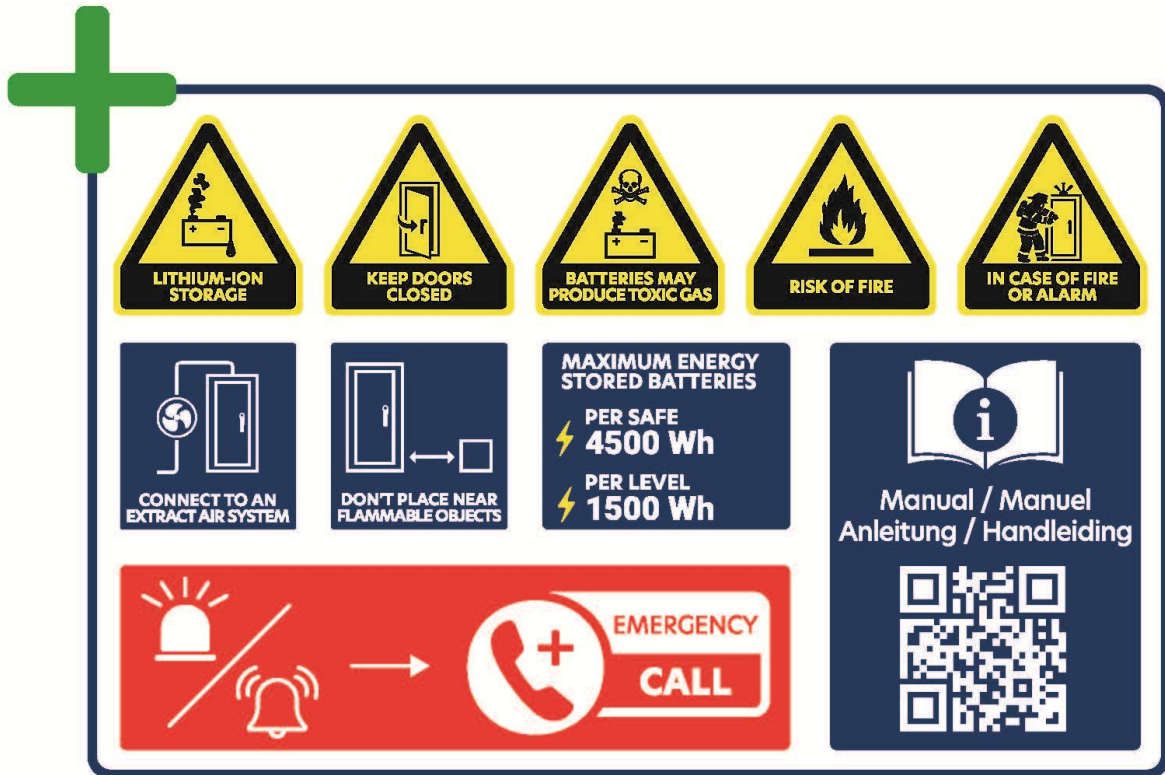 LITHIUM-ION
STORAGE
KEEP DOORS
CLOSED
BATTERIES MAY
PRODUCE TOXIC GAS
RISK OF FIRE
IN CASE OF FIRE
OR ALARM
CONNECT TO AN
EXTRACT AIR SYSTEM
DON'T PLACE NEAR
FLAMMABLE OBJECTS
MAXIMUM ENERGY
STORED BATTERIES
PER SAFE
4500 Wh
PER LEVEL
1500 Wh
Manual / Manuel
Anleitung / Handleiding
EMERGENCY
CALL